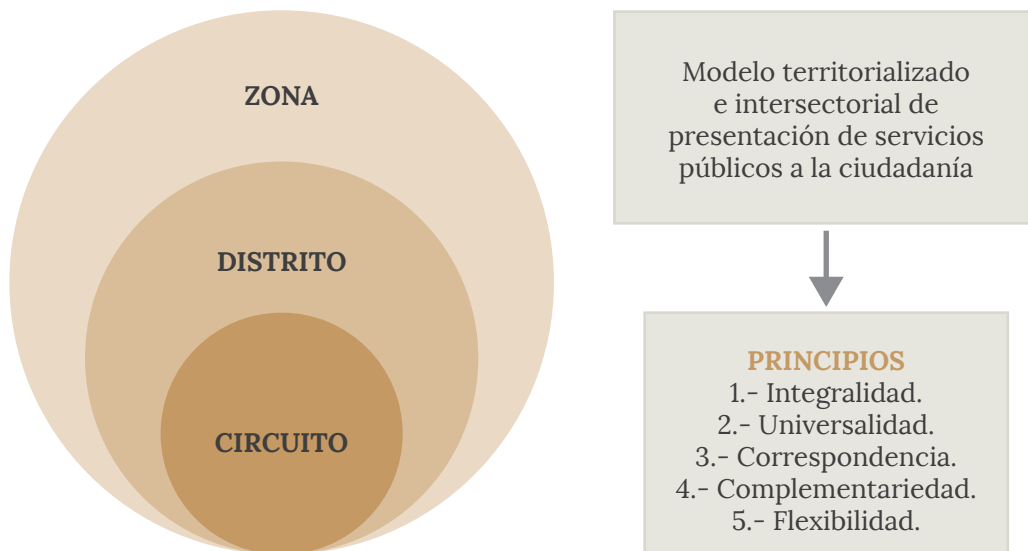 ZONA
DISTRITO
CIRCUITO
Modelo territorializado
e intersectorial de
presentación de servicios
públicos a la ciudadanía
PRINCIPIOS
1.- Integralidad.
2.- Universalidad.
3.- Correspondencia.
4.- Complementariedad.
5.- Flexibilidad.